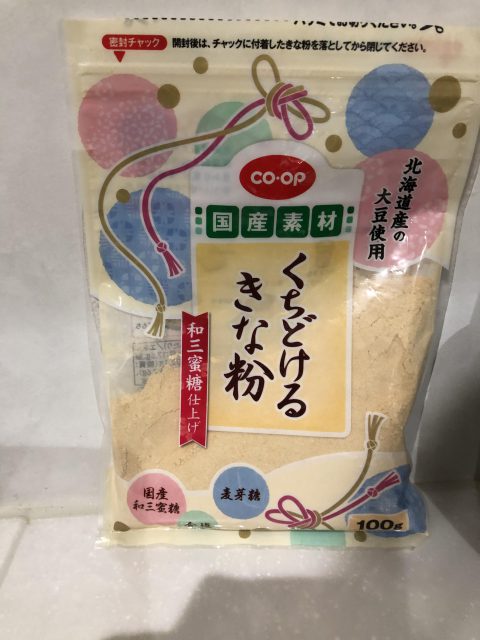 密封チャック
開封後は、チャックに付着したきな粉を落としてから閉じてください。
CO·OP
国産素材
北海道産の
大豆使用
くちどける
きな粉
和三蜜糖仕上げ
国産
和三蜜糖
麦芽糖
100g